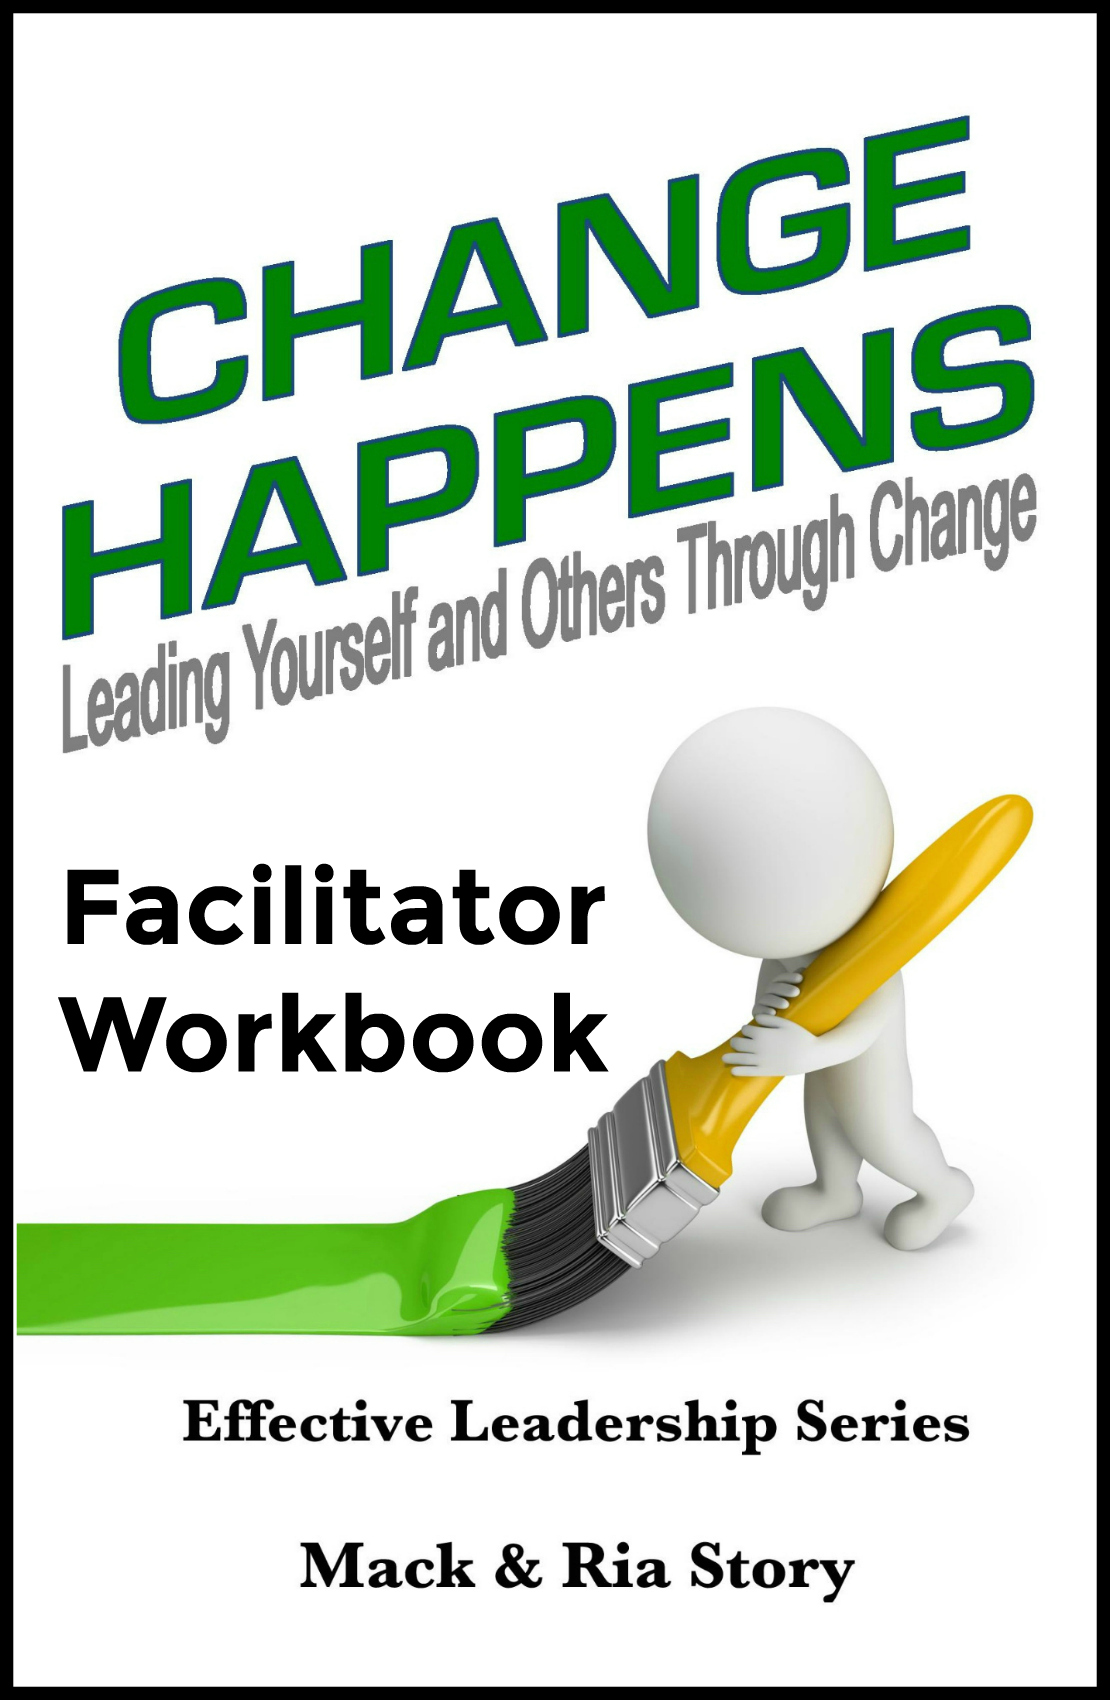 CHANGE
HAPPENS
Leading Yourself and Others Through Change
Facilitator
Workbook
Effective Leadership Series
Mack & Ria Story